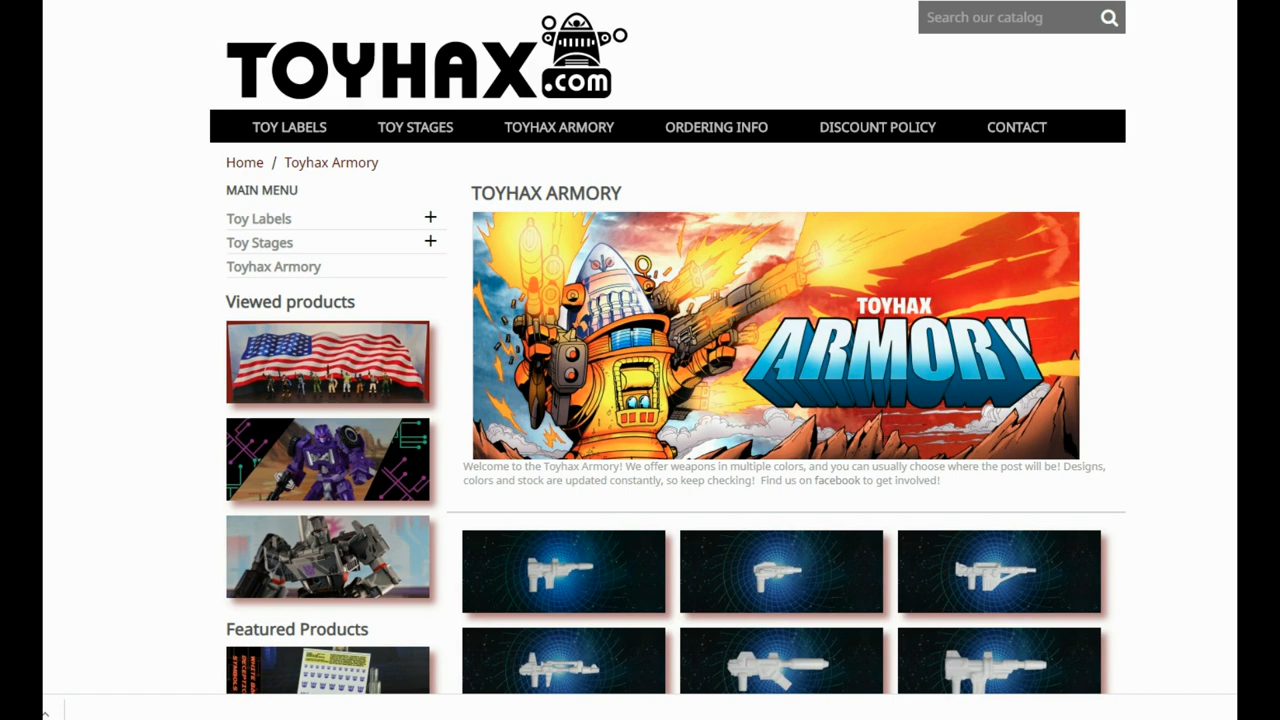 Search our catalog
TOYHAX
.com
TOY LABELS TOY STAGES TOYHAX ARMORY ORDERING INFO DISCOUNT POLICY CONTACT
Home / Toyhax Armory
MAIN MENU
Toy Labels +
Toy Stages +
Toyhax Armory
Viewed products
Featured Products
TOYHAX ARMORY
TOYHAX
ARMORY
Welcome to the Toyhax Armory! We offer weapons in multiple colors, and you can usually choose where the post will be! Designs,
colors and stock are updated constantly, so keep checking! Find us on facebook to get involved!